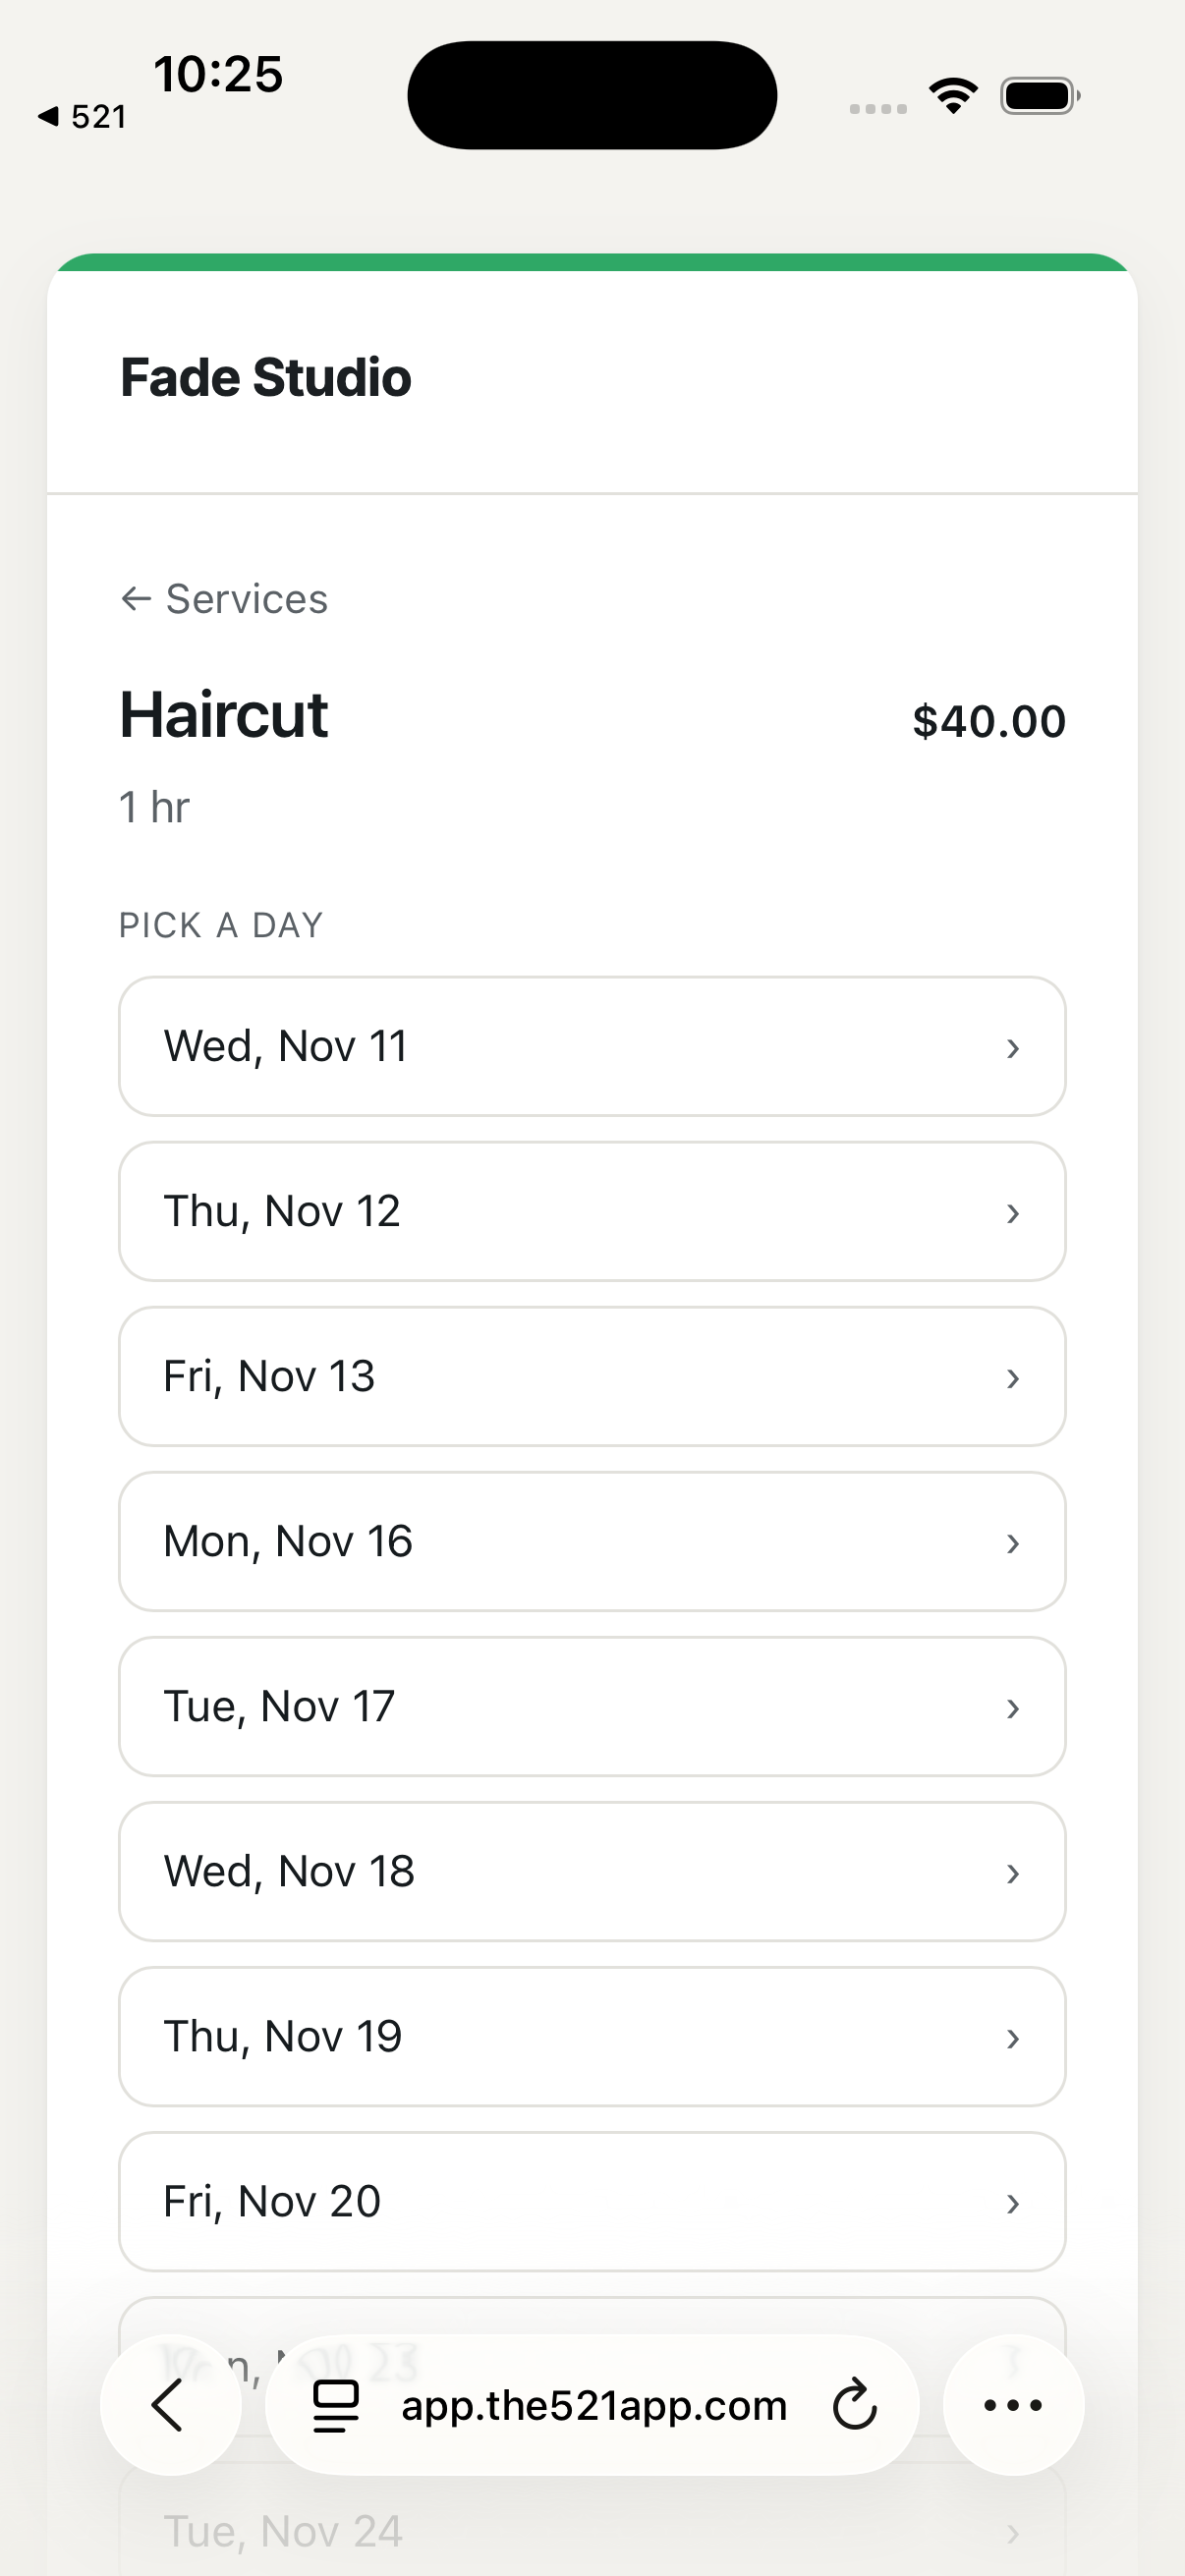 10:25
521
Fade Studio
← Services
Haircut
$40.00
1 hr
PICK A DAY
Wed, Nov 11 ›
Thu, Nov 12 ›
Fri, Nov 13 ›
Mon, Nov 16 ›
Tue, Nov 17 ›
Wed, Nov 18 ›
Thu, Nov 19 ›
Fri, Nov 20 ›
23
app.the521app.com
Tue, Nov 24 ›